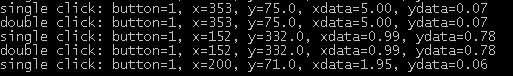 single click: button=1, x=353, y=75.0, xdata=5.00, ydata=0.07
double click: button=1, x=353, y=75.0, xdata=5.00, ydata=0.07
single click: button=1, x=152, y=332.0, xdata=0.99, ydata=0.78
double click: button=1, x=152, y=332.0, xdata=0.99, ydata=0.78
single click: button=1, x=200, y=71.0, xdata=1.95, ydata=0.06